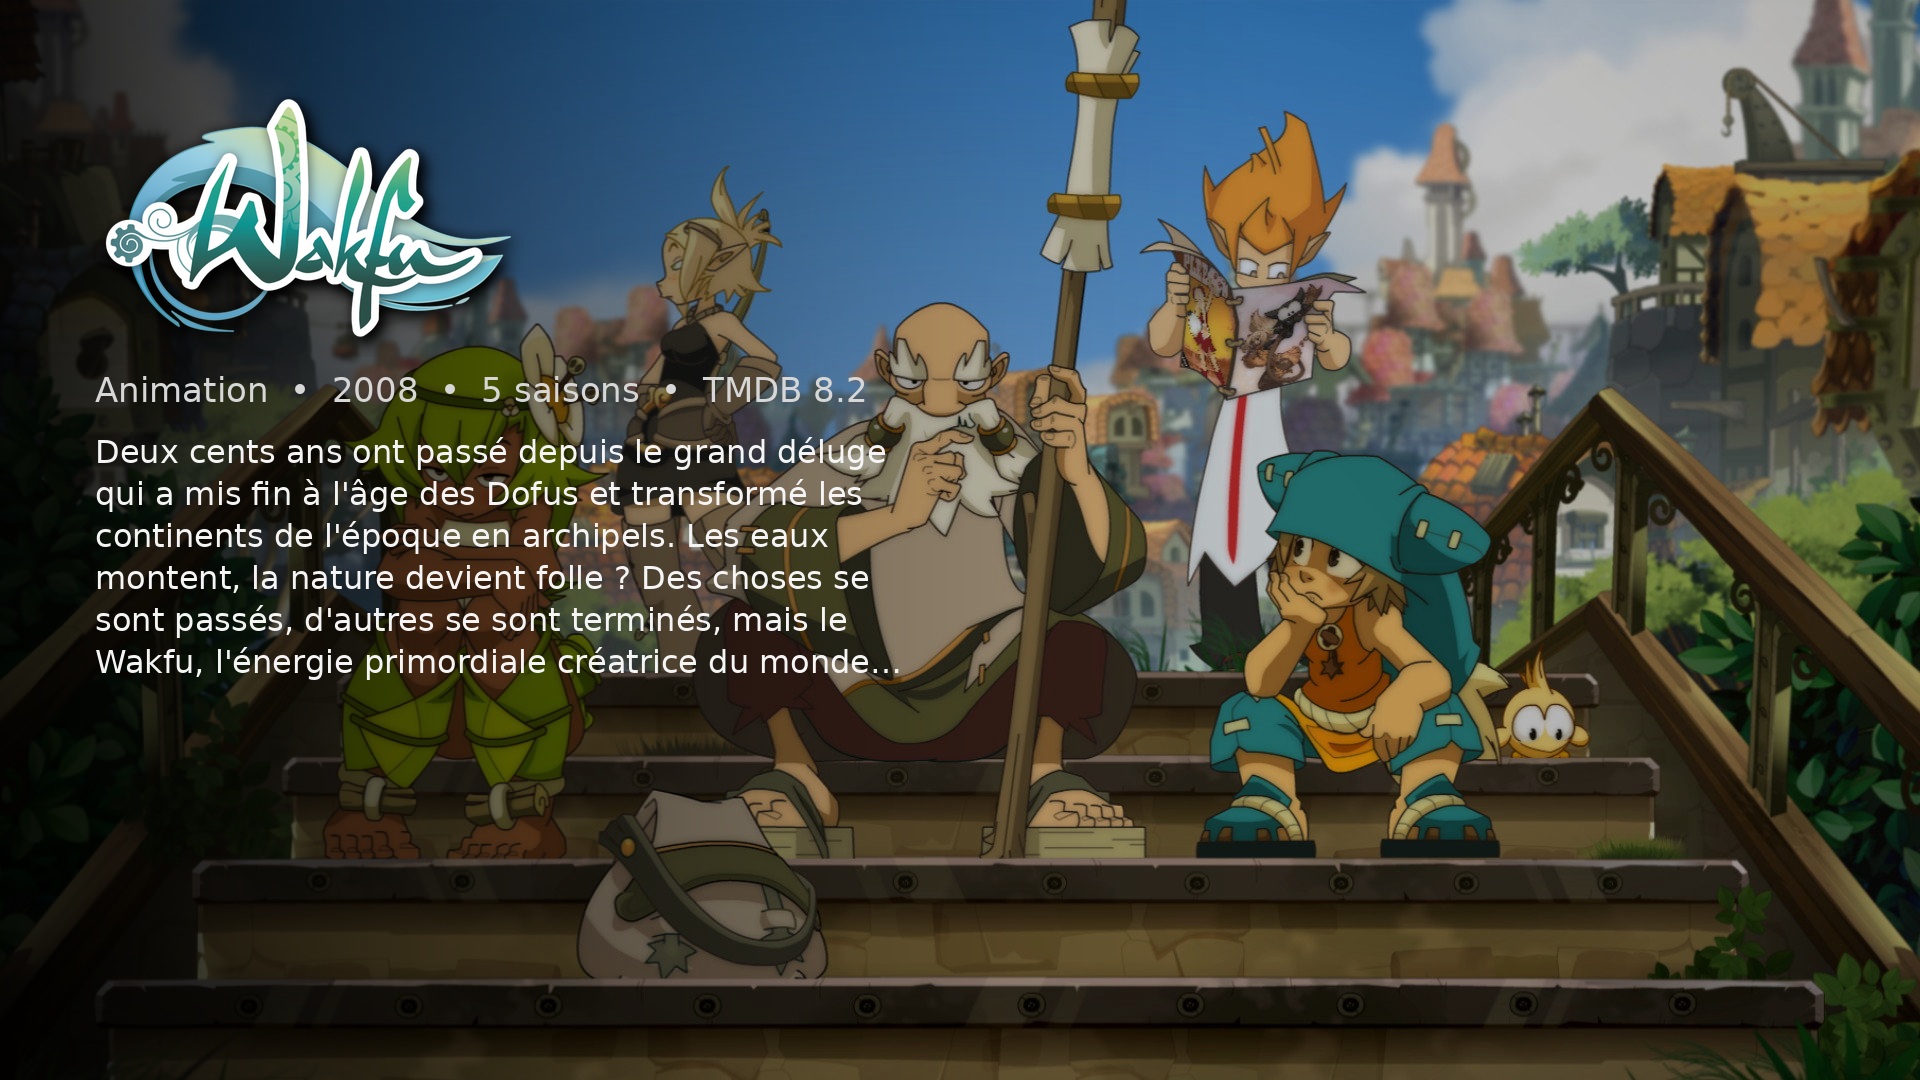 Wakfu
Animation • 2008 • 5 saisons • TMDB 8.2
Deux cents ans ont passé depuis le grand déluge
qui a mis fin à l'âge des Dofus et transformé les
continents de l'époque en archipels. Les eaux
montent, la nature devient folle ? Des choses se
sont passés, d'autres se sont terminés, mais le
Wakfu, l'énergie primordiale créatrice du monde...